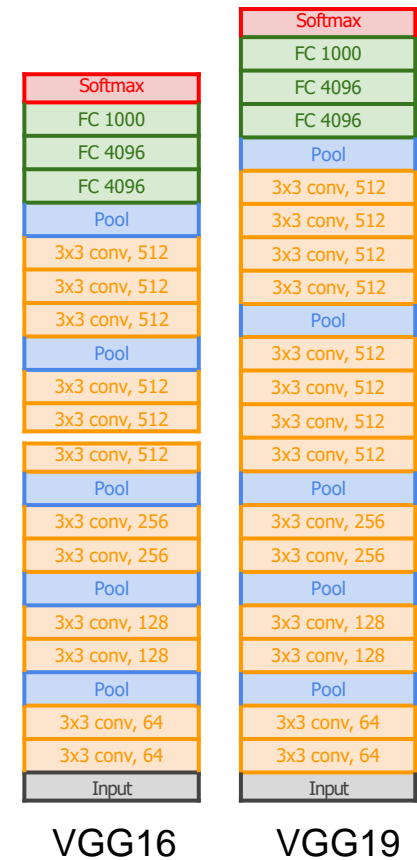 Softmax
FC 1000
FC 4096
FC 4096
Pool
3x3 conv, 512
3x3 conv, 512
3x3 conv, 512
Pool
3x3 conv, 512
3x3 conv, 512
3x3 conv, 512
Pool
3x3 conv, 256
3x3 conv, 256
Pool
3x3 conv, 128
3x3 conv, 128
Pool
3x3 conv, 64
3x3 conv, 64
Input
VGG16
Softmax
FC 1000
FC 4096
FC 4096
Pool
3x3 conv, 512
3x3 conv, 512
3x3 conv, 512
3x3 conv, 512
Pool
3x3 conv, 512
3x3 conv, 512
3x3 conv, 512
3x3 conv, 512
Pool
3x3 conv, 256
3x3 conv, 256
Pool
3x3 conv, 128
3x3 conv, 128
Pool
3x3 conv, 64
3x3 conv, 64
Input
VGG19